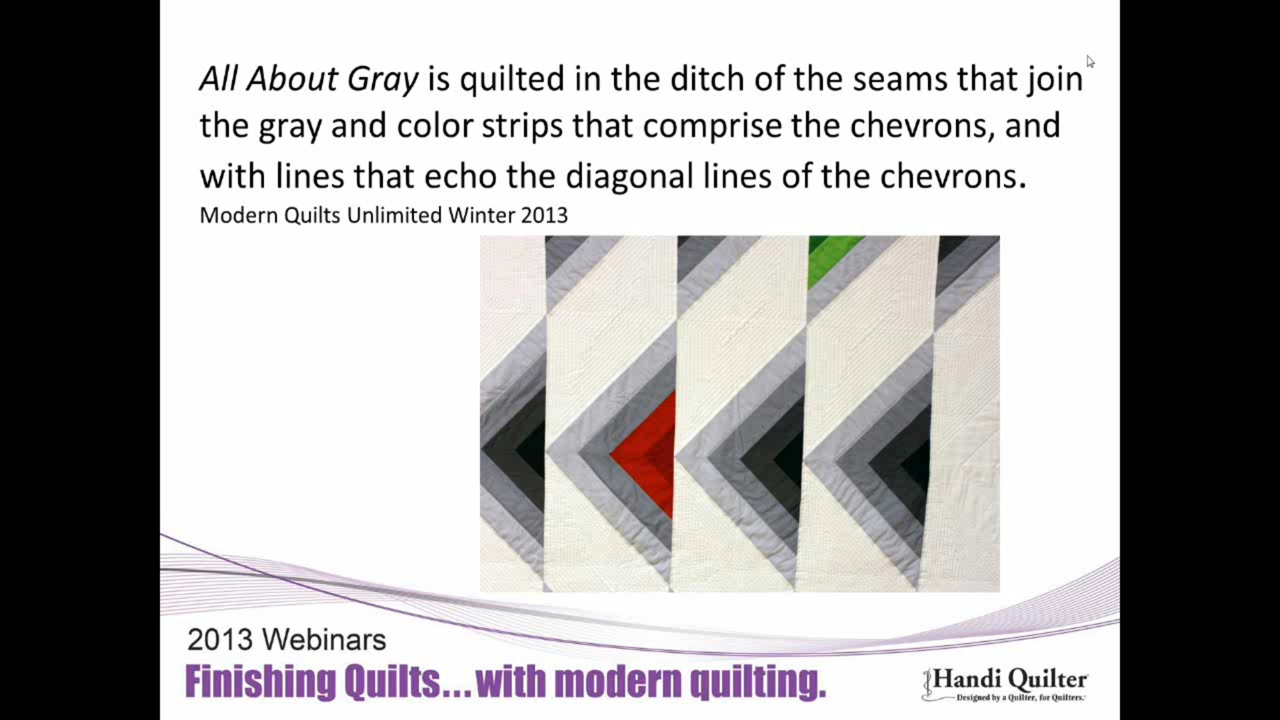 All About Gray is quilted in the ditch of the seams that join
the gray and color strips that comprise the chevrons, and
with lines that echo the diagonal lines of the chevrons.
Modern Quilts Unlimited Winter 2013
2013 Webinars
Finishing Quilts...with modern quilting.
Handi Quilter
Designed by a Quilter, for Quilters.